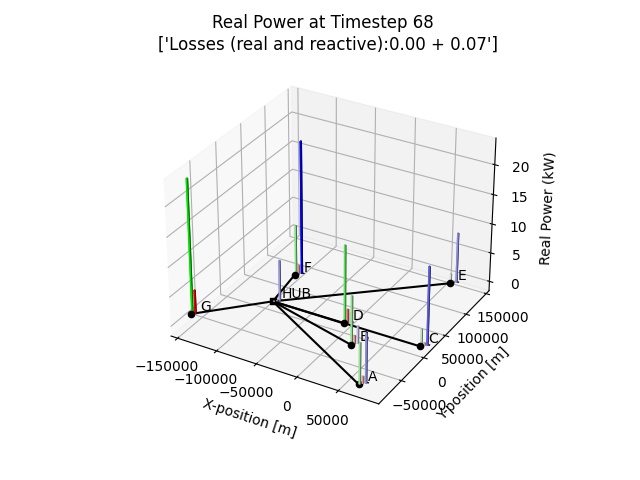 Real Power at Timestep 68
['Losses (real and reactive):0.00 + 0.07']
20
15
10
5
0
Real Power (kW)
F
E
HUB
G
D
B
C
A
−150000
−100000
−50000
0
50000
X-position [m]
−50000
0
50000
100000
150000
Y-position [m]